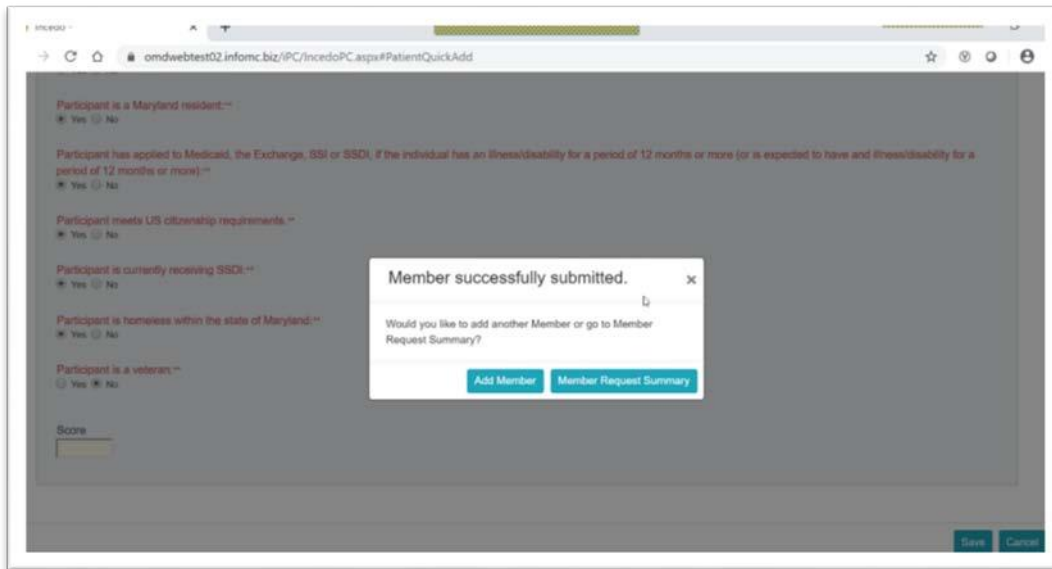 Incedo -
omdwebtest02.infomc.biz/iPC/IncedoPC.aspx#PatientQuickAdd
Participant is a Maryland resident:**
Yes No
Participant has applied to Medicaid, the Exchange, SSI or SSDI, if the individual has an illness/disability for a period of 12 months or more (or is expected to have and illness/disability for a
period of 12 months or more):**
Yes No
Participant meets US citizenship requirements.**
Yes No
Participant is currently receiving SSDI:**
Yes No
Participant is homeless within the state of Maryland:**
Yes No
Participant is a veteran:**
Yes No
Score
Member successfully submitted. ×
Would you like to add another Member or go to Member
Request Summary?
Add Member Member Request Summary
Save Cancel